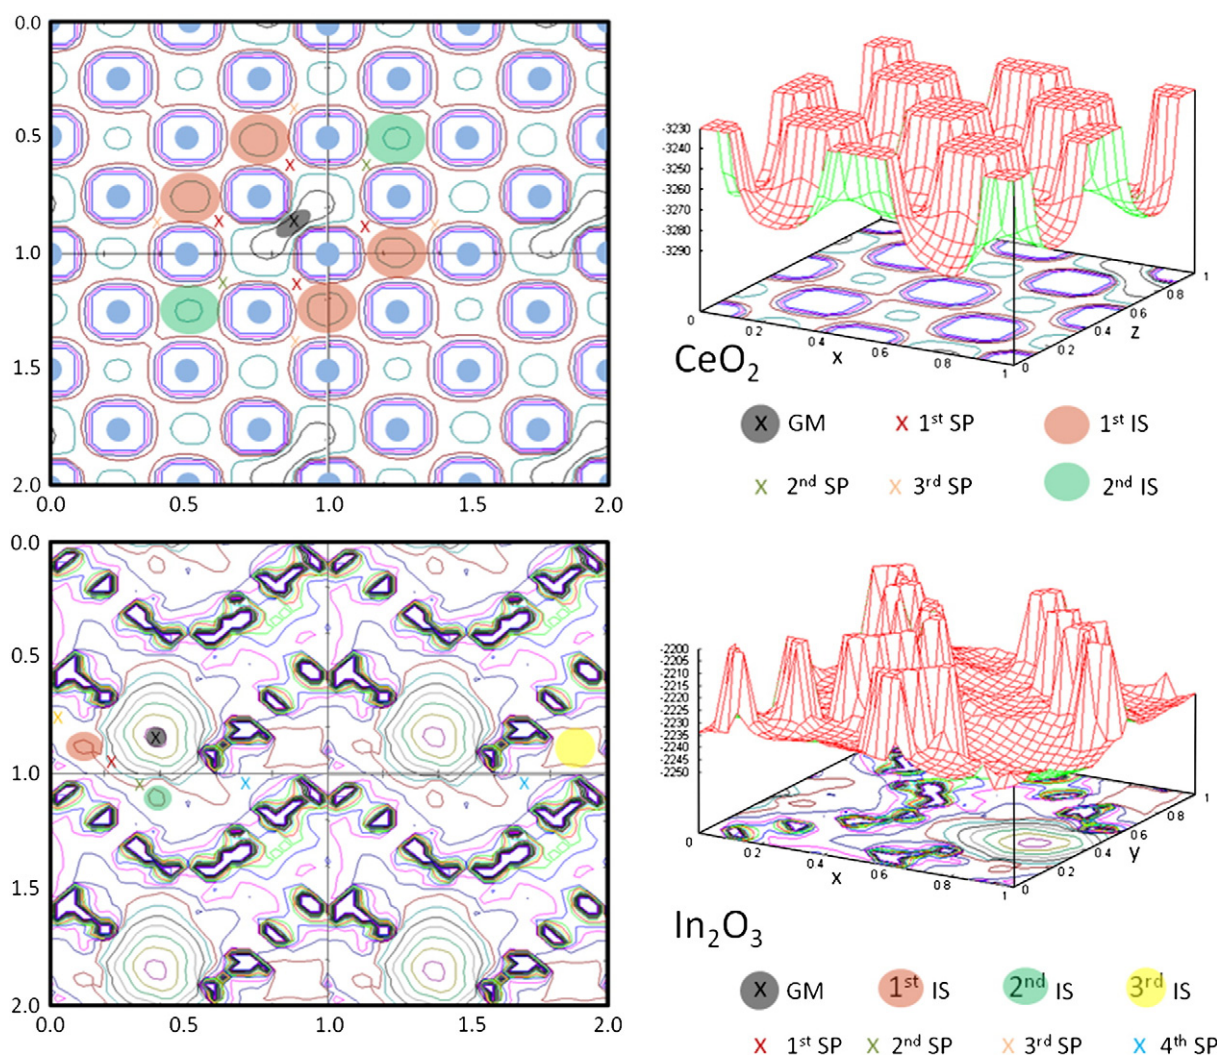 0.0
0.5
1.0
1.5
2.0
0.0 0.5 1.0 1.5 2.0
-3230
-3240
-3250
-3260
-3270
-3280
-3290
0 0.2 0.4 0.6 0.8 1
x
0 0.2 0.4 0.6 0.8 1
z
CeO2
X GM
X 1st SP
1st IS
X 2nd SP
X 3rd SP
2nd IS
0.0
0.5
1.0
1.5
2.0
0.0 0.5 1.0 1.5 2.0
-2200
-2205
-2210
-2215
-2220
-2230
-2235
-2240
-2245
-2250
0 0.2 0.4 0.6 0.8 1
x
0 0.2 0.4 0.6 0.8 1
y
In2O3
X GM
1st IS
2nd IS
3rd IS
X 1st SP
X 2nd SP
X 3rd SP
X 4th SP